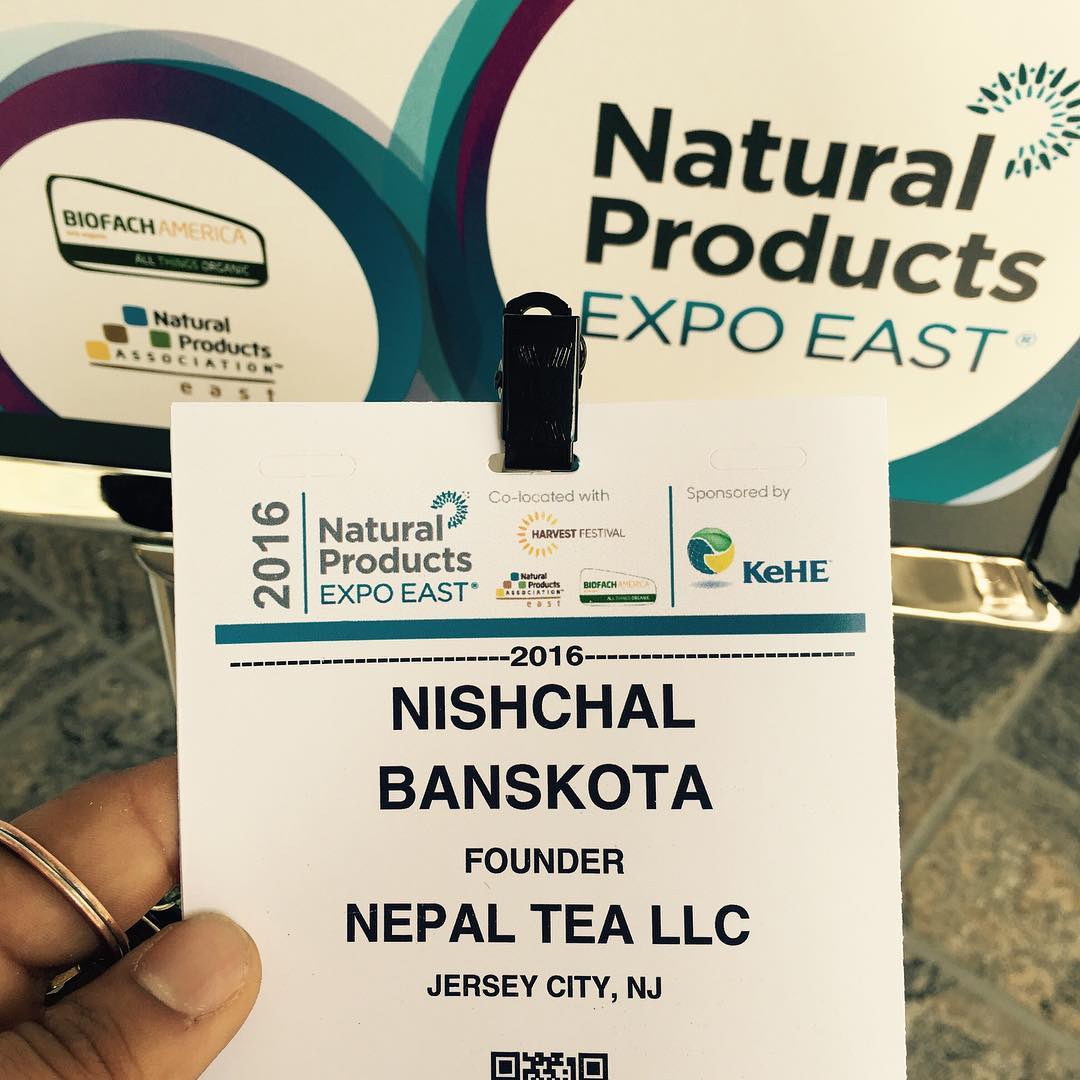 BIOFACH AMERICA
ALL THINGS ORGANIC
Natural
Products
ASSOCIATION™
east
Natural
Products
EXPO EAST®
2016
Natural
Products
EXPO EAST®
Co-located with
HARVEST FESTIVAL
Natural
Products
ASSOCIATION
east
BIOFACH AMERICA
ALL THINGS ORGANIC
Sponsored by
KeHE
2016
NISHCHAL
BANSKOTA
FOUNDER
NEPAL TEA LLC
JERSEY CITY, NJ